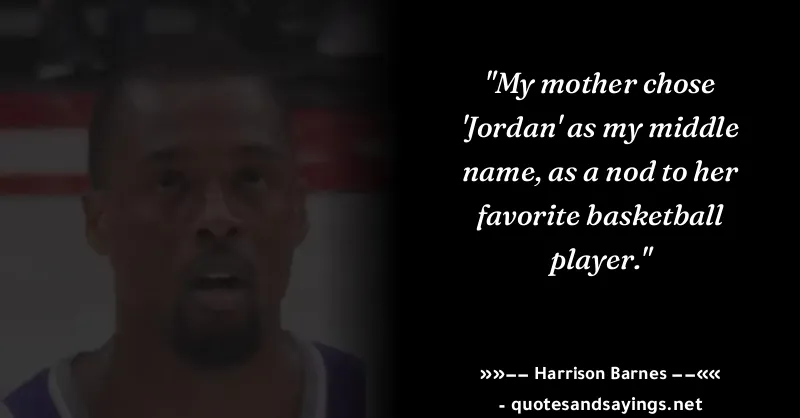 "My mother chose
'Jordan' as my middle
name, as a nod to her
favorite basketball
player."
»»–– Harrison Barnes ––««
- quotesandsayings.net